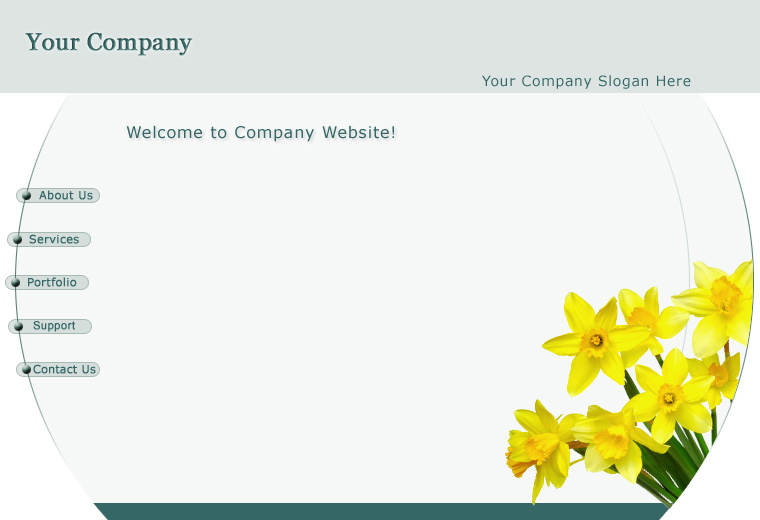 Your Company
Your Company Slogan Here
Welcome to Company Website!
About Us
Services
Portfolio
Support
Contact Us